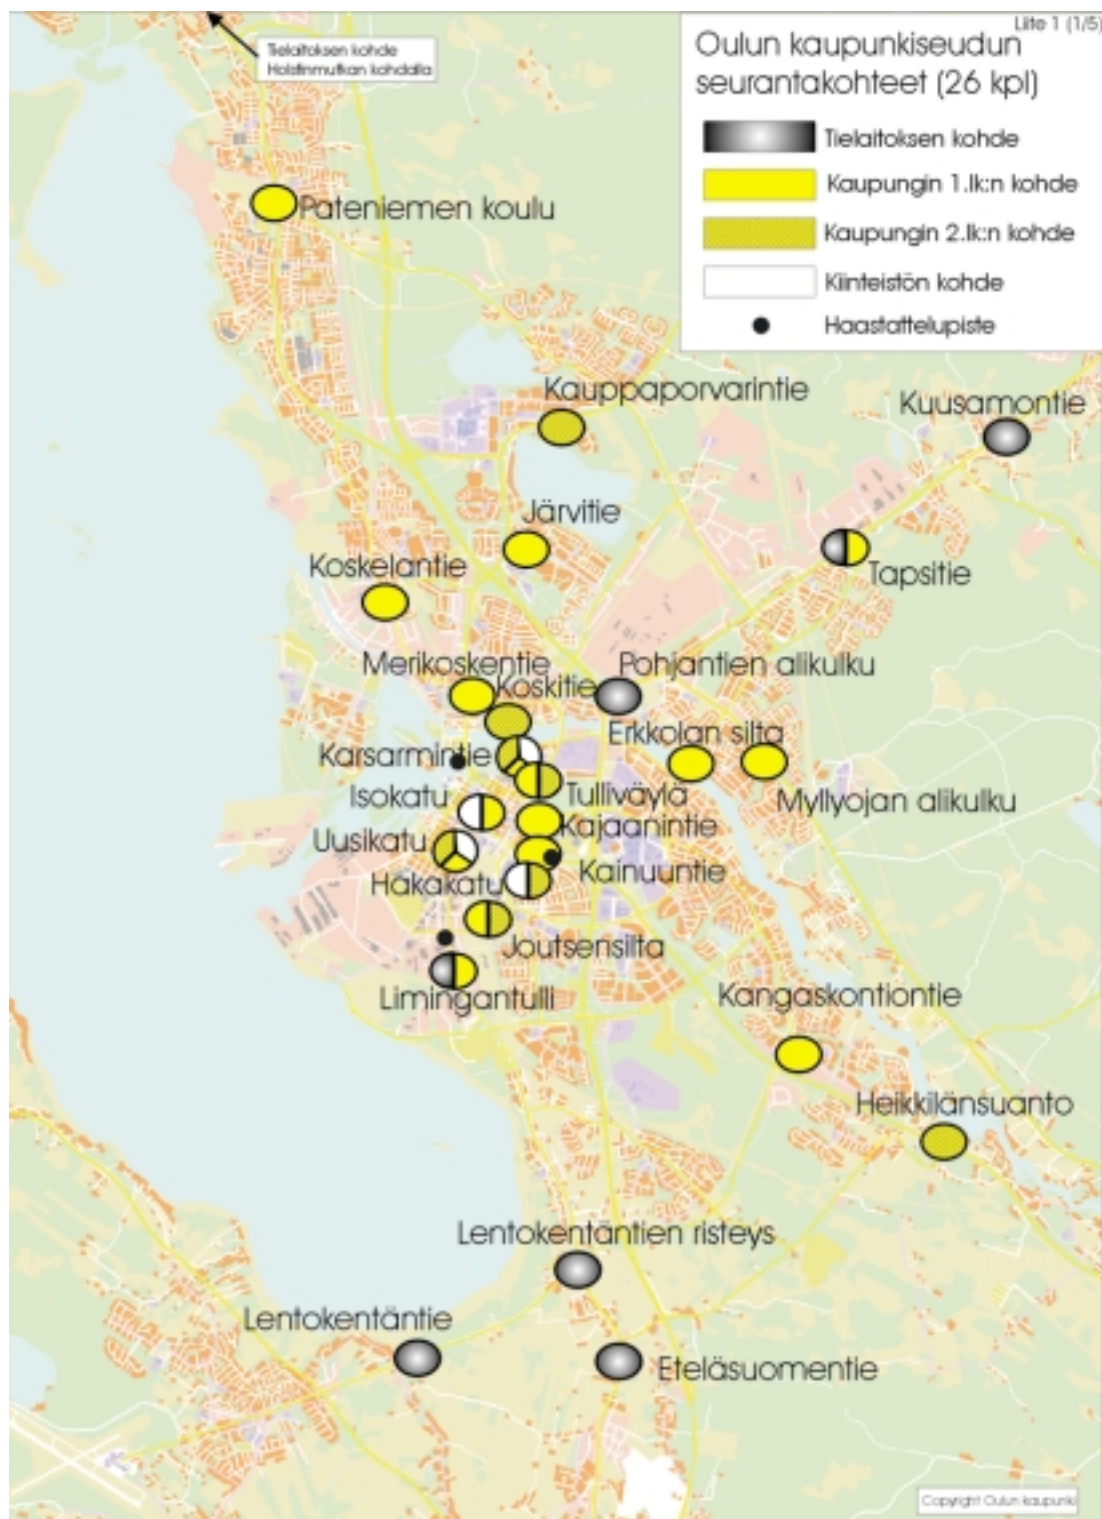 Liite 1 (1/5)
Tielaitoksen kohde
Holstinmutkan kohdalla
Oulun kaupunkiseudun
seurantakohteet (26 kpl)
Tielaitoksen kohde
Kaupungin 1.lk:n kohde
Kaupungin 2.lk:n kohde
Kiinteistön kohde
Haastattelupiste
Pateniemen koulu
Kauppaporvarintie
Kuusamontie
Järvitie
Koskelantie
Tapsitie
Merikoskentie
Pohjantien alikulku
Koskitie
Erkkolan silta
Karsarmintie
Isokatu
Tulliväylä
Myllyojan alikulku
Kajaanintie
Uusikatu
Kainuuntie
Hakakatu
Joutsensilta
Limingantulli
Kangaskontiontie
Heikkilänsuanto
Lentokentäntien risteys
Lentokentäntie
Eteläsuomentie
Copyright Oulun kaupunki